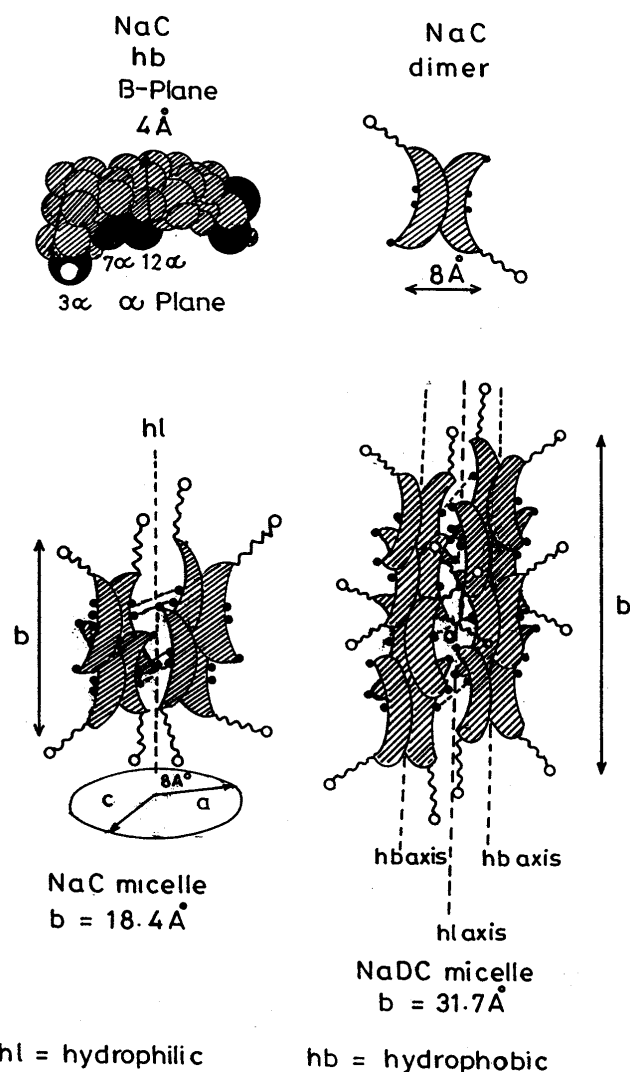 NaC
hb
B-Plane
4Å
7α 12α
3α α Plane
NaC
dimer
8Å
hl
b
8A°
c
a
NaC micelle
b = 18.4Å
b
hb axis
hb axis
hl axis
NaDC micelle
b = 31.7Å
hl = hydrophilic
hb = hydrophobic